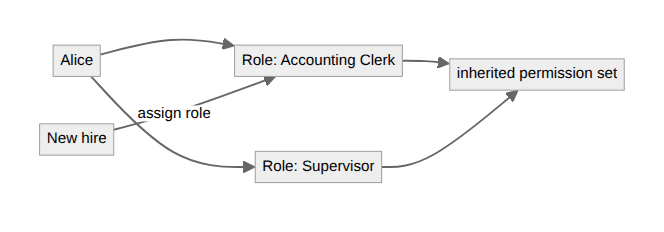 Alice
Role: Accounting Clerk
inherited permission set
assign role
New hire
Role: Supervisor